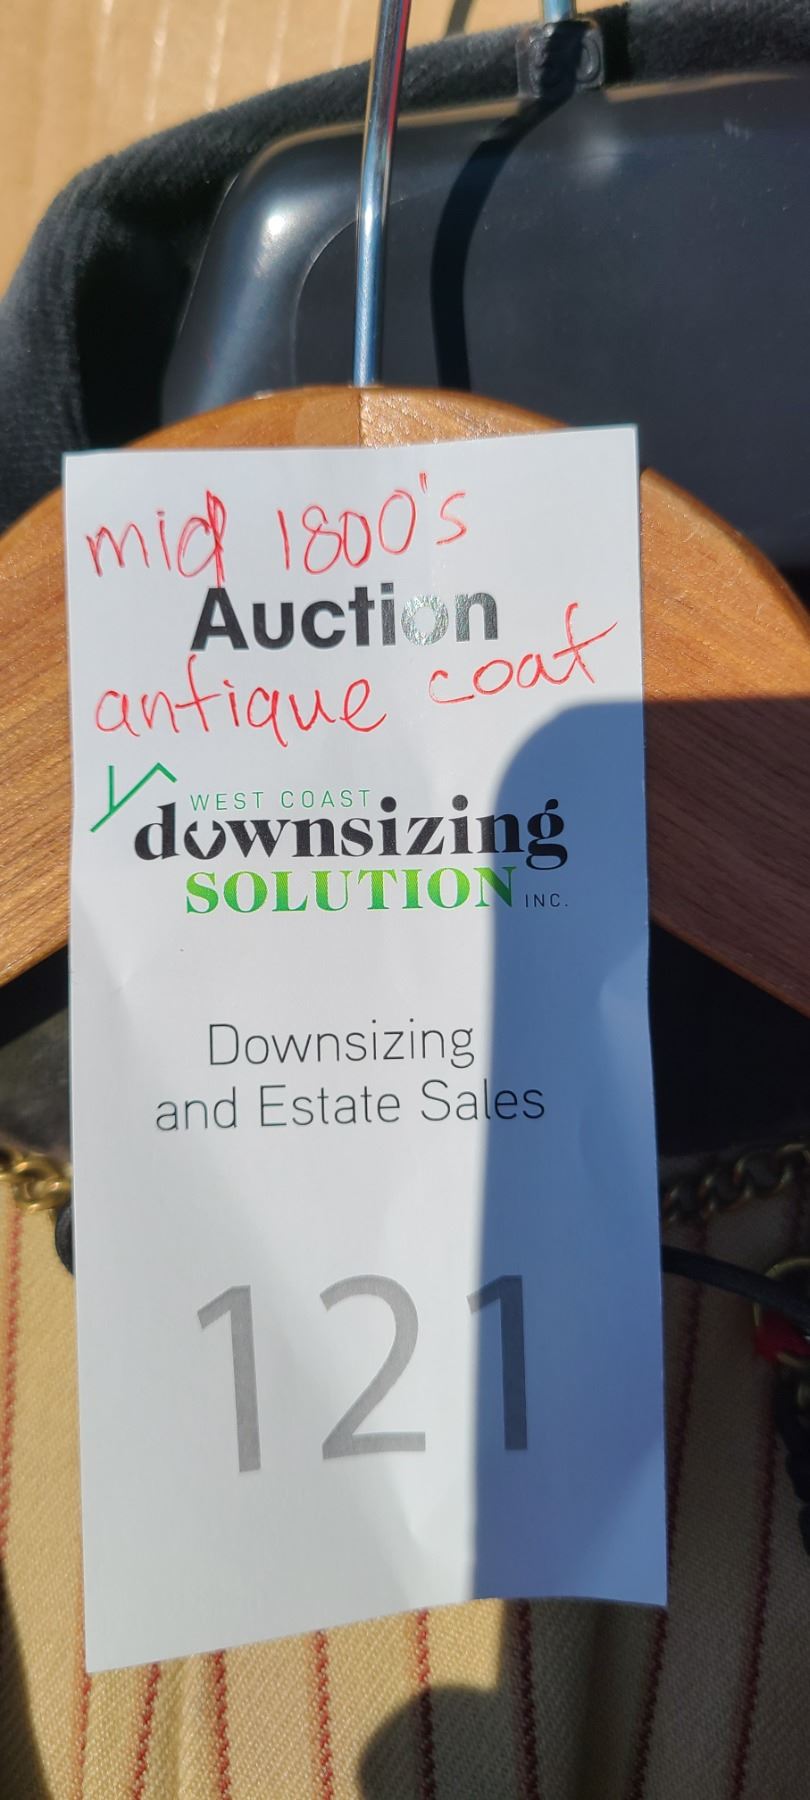 mid 1800's
Auction
antique coat
WEST COAST
downsizing
SOLUTION INC.
Downsizing
and Estate Sales
121